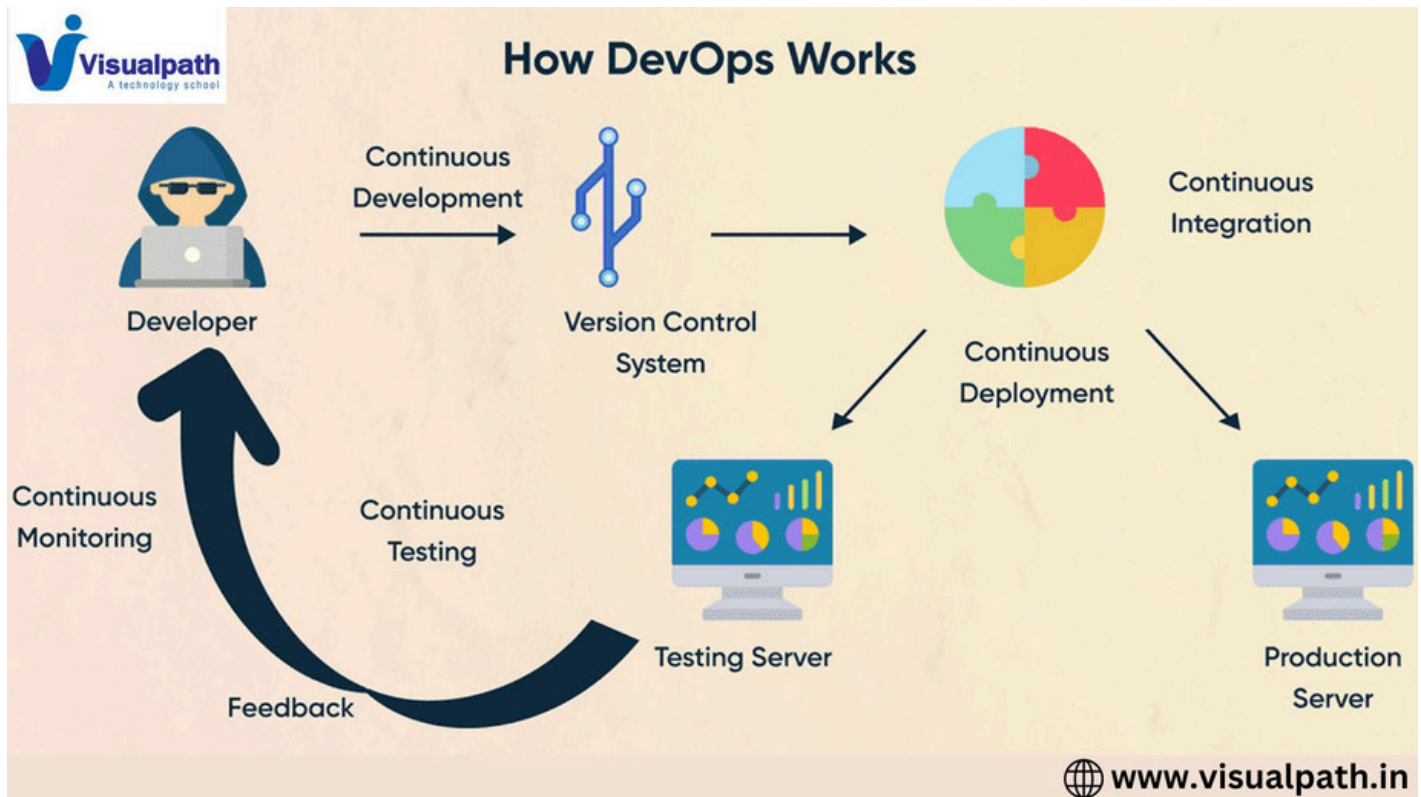 Visualpath
A technology school
How DevOps Works
Continuous
Development
Continuous
Integration
Developer
Version Control
System
Continuous
Deployment
Continuous
Monitoring
Continuous
Testing
Testing Server
Production
Server
Feedback
www.visualpath.in